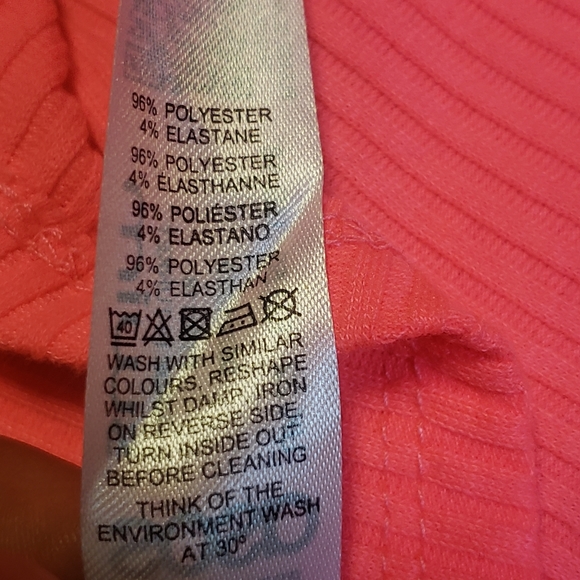 96% POLYESTER
4% ELASTANE
96% POLYESTER
4% ÉLASTHANNE
96% POLIÉSTER
4% ELASTANO
96% POLYESTER
4% ELASTHAN
40
WASH WITH SIMILAR
COLOURS, RESHAPE
WHILST DAMP, IRON
ON REVERSE SIDE,
TURN INSIDE OUT
BEFORE CLEANING
THINK OF THE
ENVIRONMENT WASH
AT 30°